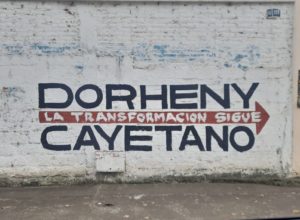 DORHENY
LA TRANSFORMACION SIGUE
CAYETANO